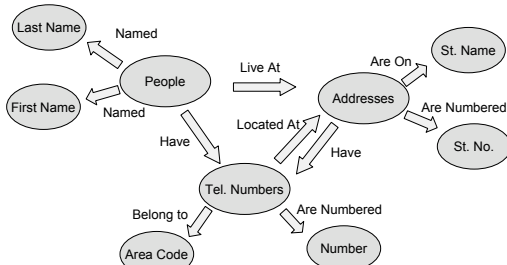 Last Name
Named
St. Name
Are On
People
Live At
Addresses
First Name
Named
Are Numbered
Located At
Have
Have
St. No.
Tel. Numbers
Belong to
Are Numbered
Area Code
Number